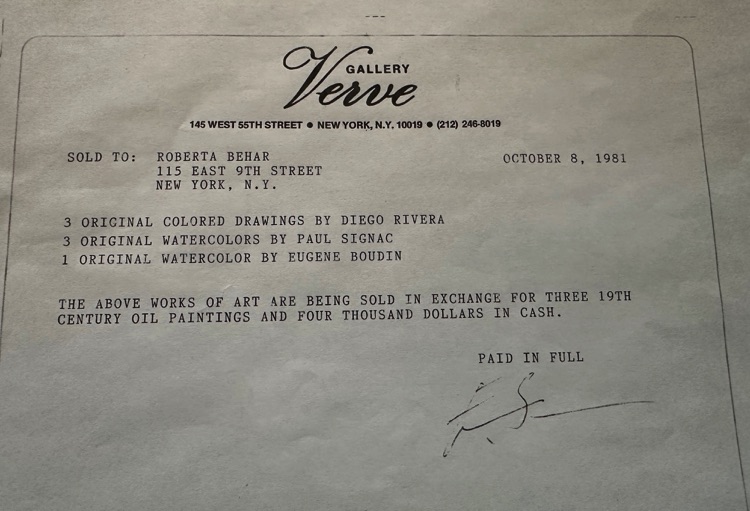 GALLERY
Verve
145 WEST 55TH STREET ● NEW YORK, N.Y. 10019 ● (212) 246-8019
SOLD TO: ROBERTA BEHAR OCTOBER 8, 1981
115 EAST 9TH STREET
NEW YORK, N.Y.
3 ORIGINAL COLORED DRAWINGS BY DIEGO RIVERA
3 ORIGINAL WATERCOLORS BY PAUL SIGNAC
1 ORIGINAL WATERCOLOR BY EUGENE BOUDIN
THE ABOVE WORKS OF ART ARE BEING SOLD IN EXCHANGE FOR THREE 19TH
CENTURY OIL PAINTINGS AND FOUR THOUSAND DOLLARS IN CASH.
PAID IN FULL